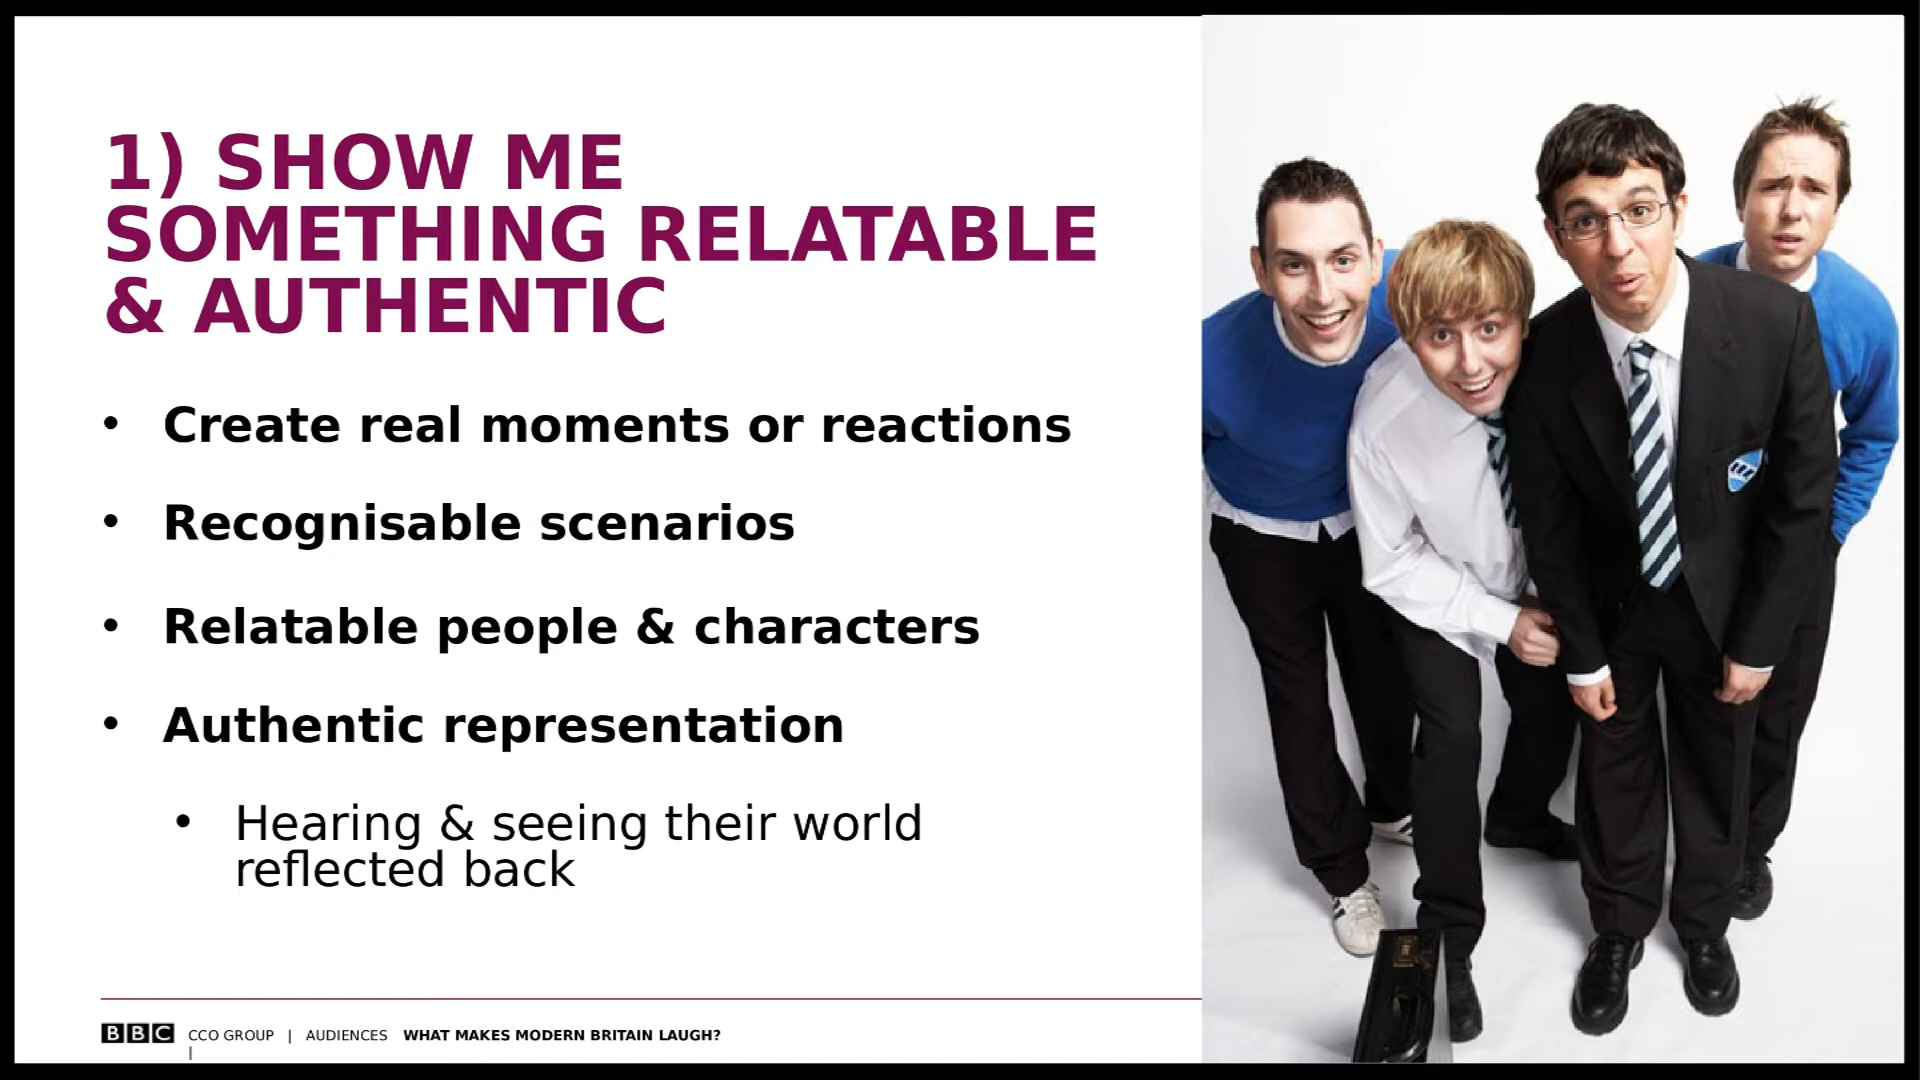 1) SHOW ME
SOMETHING RELATABLE
& AUTHENTIC
• Create real moments or reactions
• Recognisable scenarios
• Relatable people & characters
• Authentic representation
• Hearing & seeing their world
reflected back
BBC CCO GROUP | AUDIENCES WHAT MAKES MODERN BRITAIN LAUGH?
|